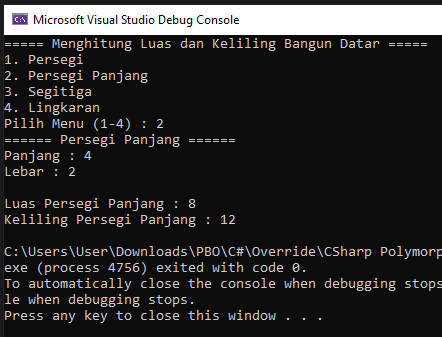 Microsoft Visual Studio Debug Console
===== Menghitung Luas dan Keliling Bangun Datar =====
1. Persegi
2. Persegi Panjang
3. Segitiga
4. Lingkaran
Pilih Menu (1-4) : 2
====== Persegi Panjang ======
Panjang : 4
Lebar : 2
Luas Persegi Panjang : 8
Keliling Persegi Panjang : 12
C:\Users\User\Downloads\PBO\C#\Override\CSharp Polymorp
exe (process 4756) exited with code 0.
To automatically close the console when debugging stops
le when debugging stops.
Press any key to close this window . . .